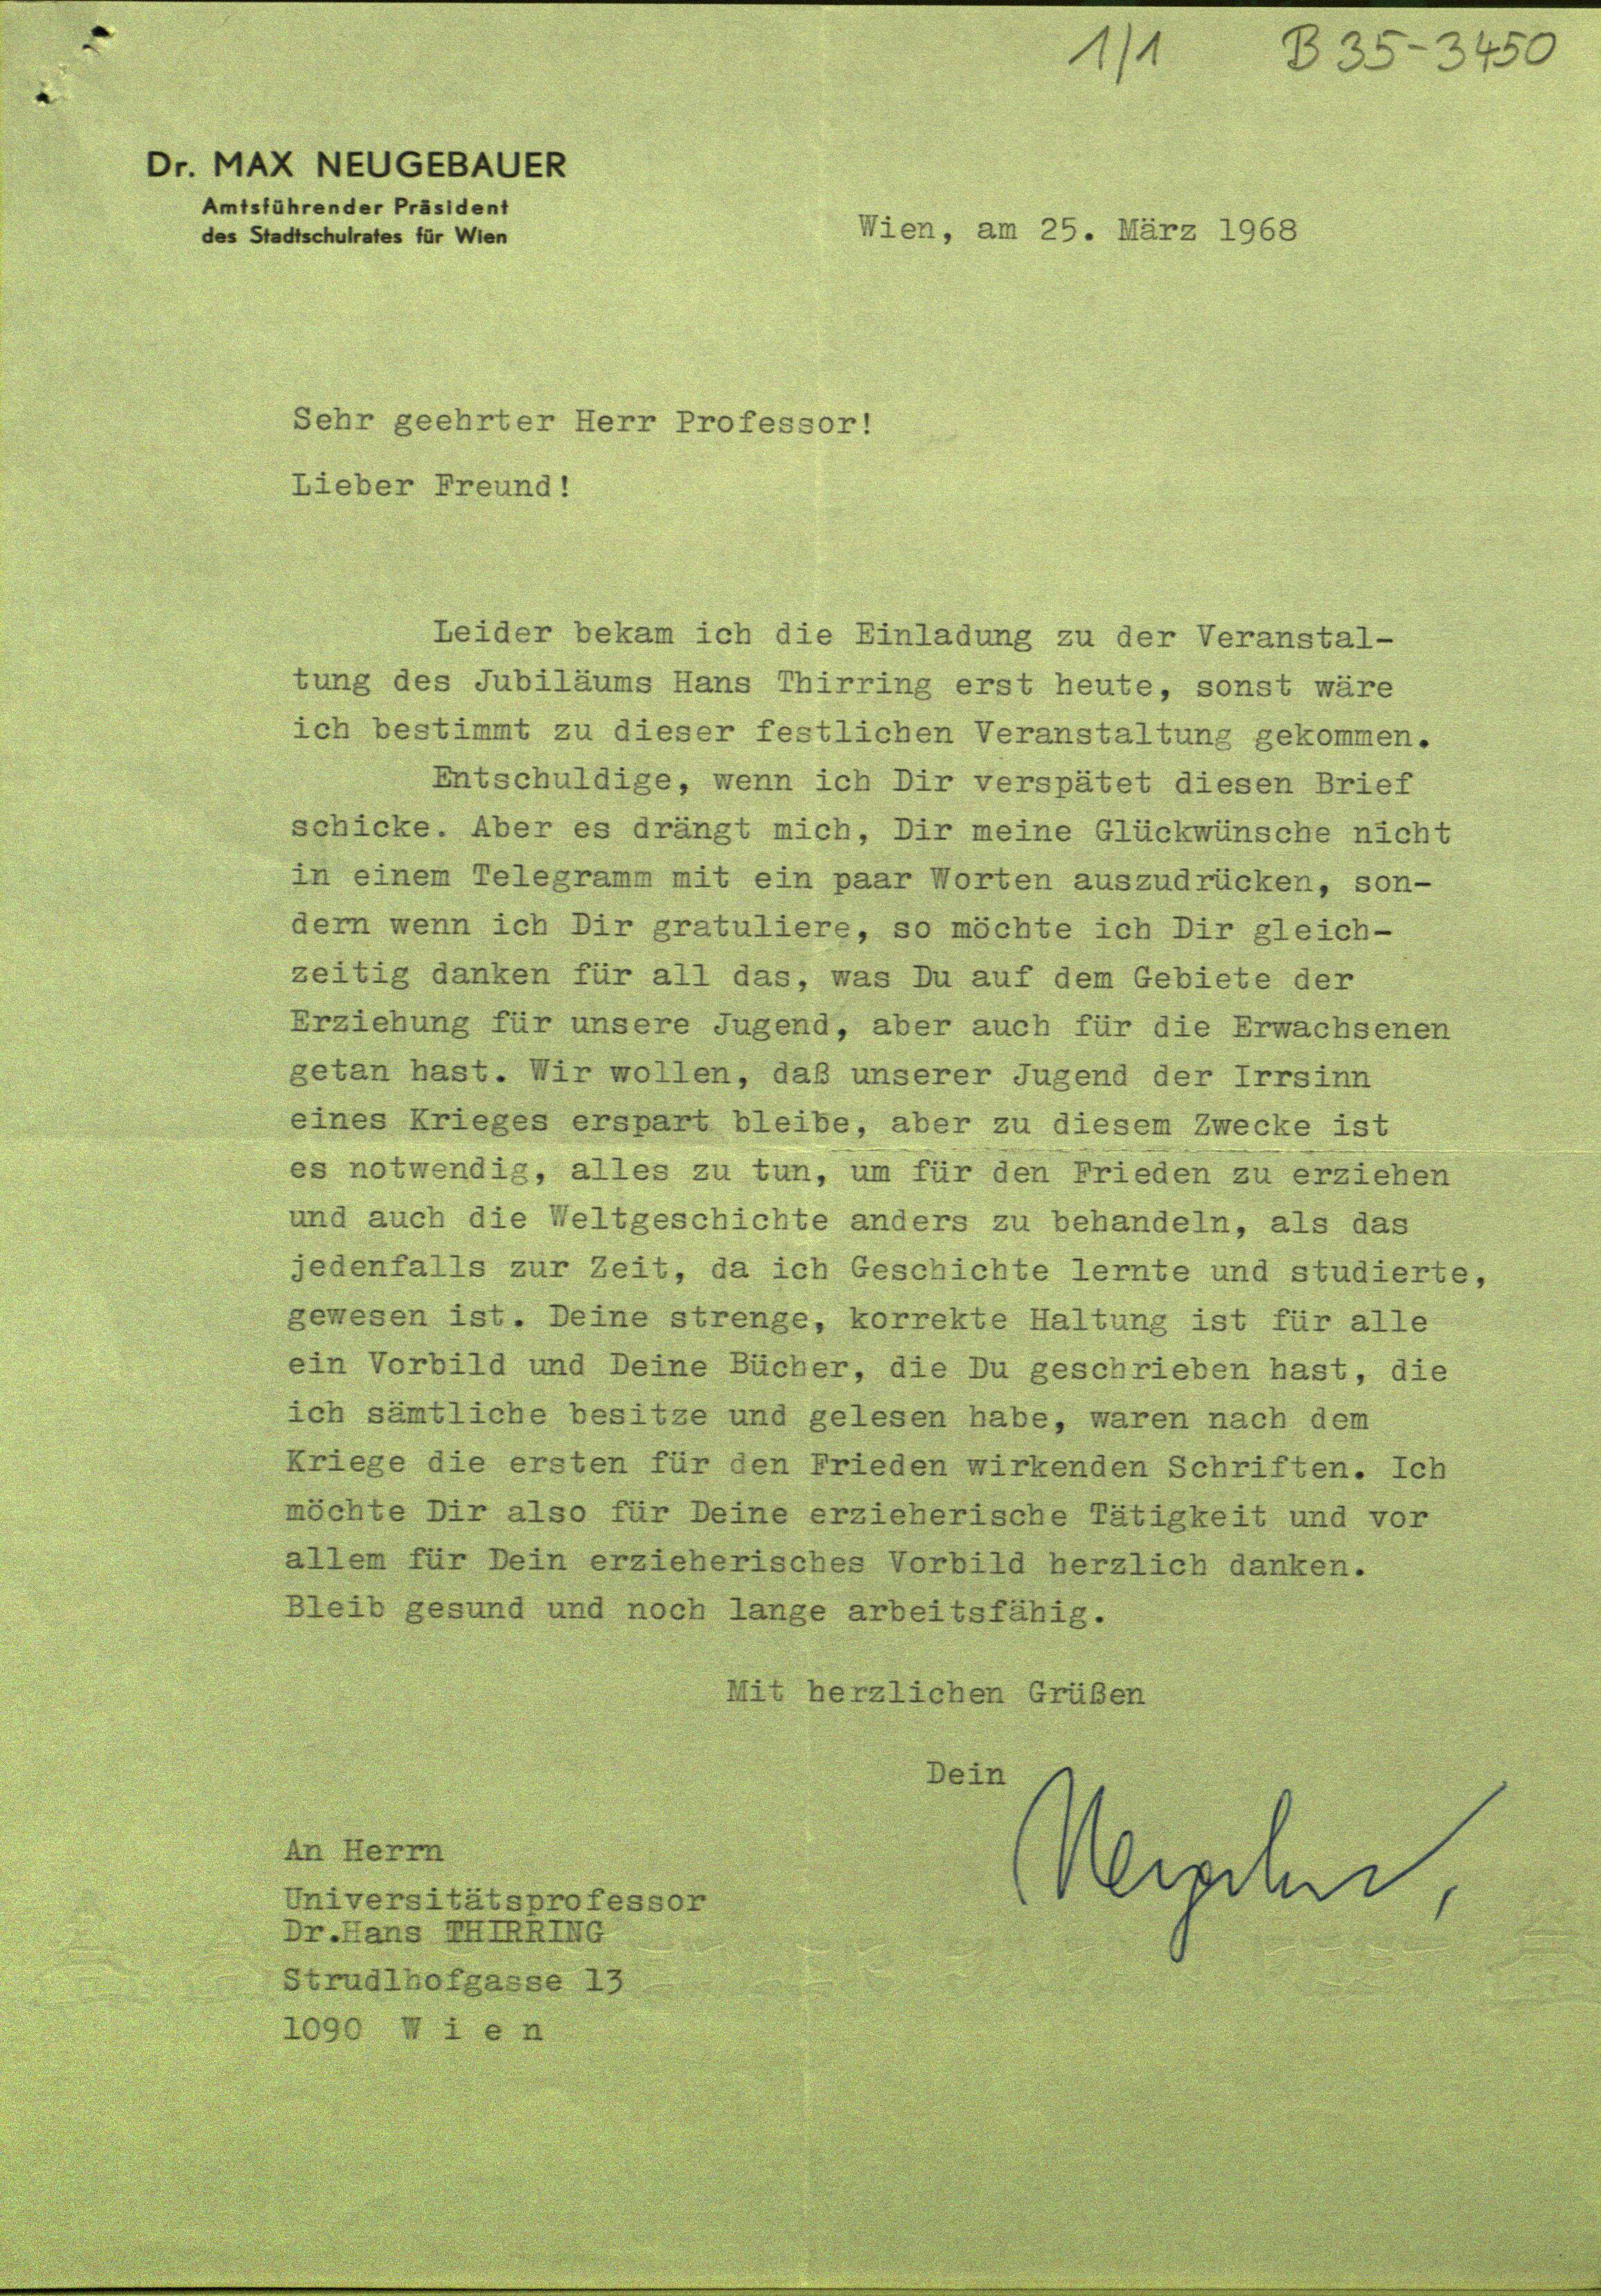 1/1 B 35-3450
Dr. MAX NEUGEBAUER
Amtsführender Präsident
des Stadtschulrates für Wien
Wien, am 25. März 1968
Sehr geehrter Herr Professor!
Lieber Freund!
Leider bekam ich die Einladung zu der Veranstal-
tung des Jubiläums Hans Thirring erst heute, sonst wäre
ich bestimmt zu dieser festlichen Veranstaltung gekommen.
Entschuldige, wenn ich Dir verspätet diesen Brief
schicke. Aber es drängt mich, Dir meine Glückwünsche nicht
in einem Telegramm mit ein paar Worten auszudrücken, son-
dern wenn ich Dir gratuliere, so möchte ich Dir gleich-
zeitig danken für all das, was Du auf dem Gebiete der
Erziehung für unsere Jugend, aber auch für die Erwachsenen
getan hast. Wir wollen, daß unserer Jugend der Irrsinn
eines Krieges erspart bleibe, aber zu diesem Zwecke ist
es notwendig, alles zu tun, um für den Frieden zu erziehen
und auch die Weltgeschichte anders zu behandeln, als das
jedenfalls zur Zeit, da ich Geschichte lernte und studierte,
gewesen ist. Deine strenge, korrekte Haltung ist für alle
ein Vorbild und Deine Bücher, die Du geschrieben hast, die
ich sämtliche besitze und gelesen habe, waren nach dem
Kriege die ersten für den Frieden wirkenden Schriften. Ich
möchte Dir also für Deine erzieherische Tätigkeit und vor
allem für Dein erzieherisches Vorbild herzlich danken.
Bleib gesund und noch lange arbeitsfähig.
Mit herzlichen Grüßen
Dein
An Herrn
Universitätsprofessor
Dr.Hans THIRRING
Strudlhofgasse 13
1090 W i e n